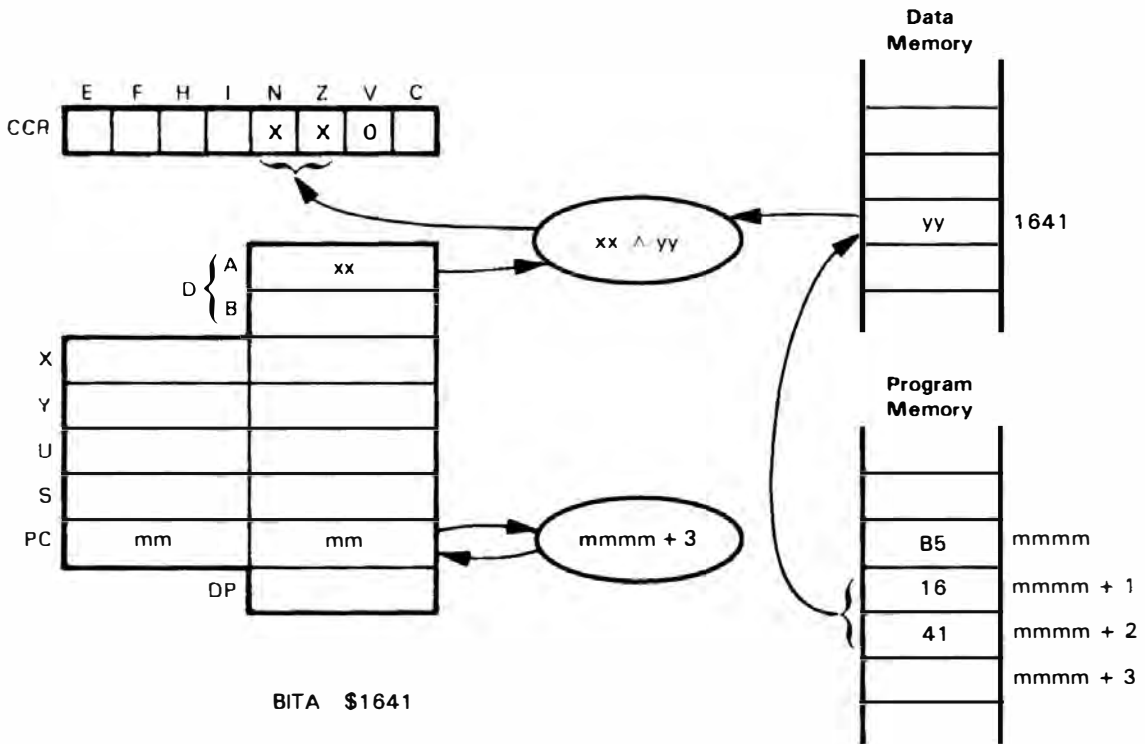 Data
Memory
E F H I N Z V C
CCR X X 0
yy 1641
xx ∧ yy
D { A xx
B
X
Y
U
S
PC mm mm
DP
mmmm + 3
Program
Memory
B5 mmmm
16 mmmm + 1
41 mmmm + 2
mmmm + 3
BITA $1641